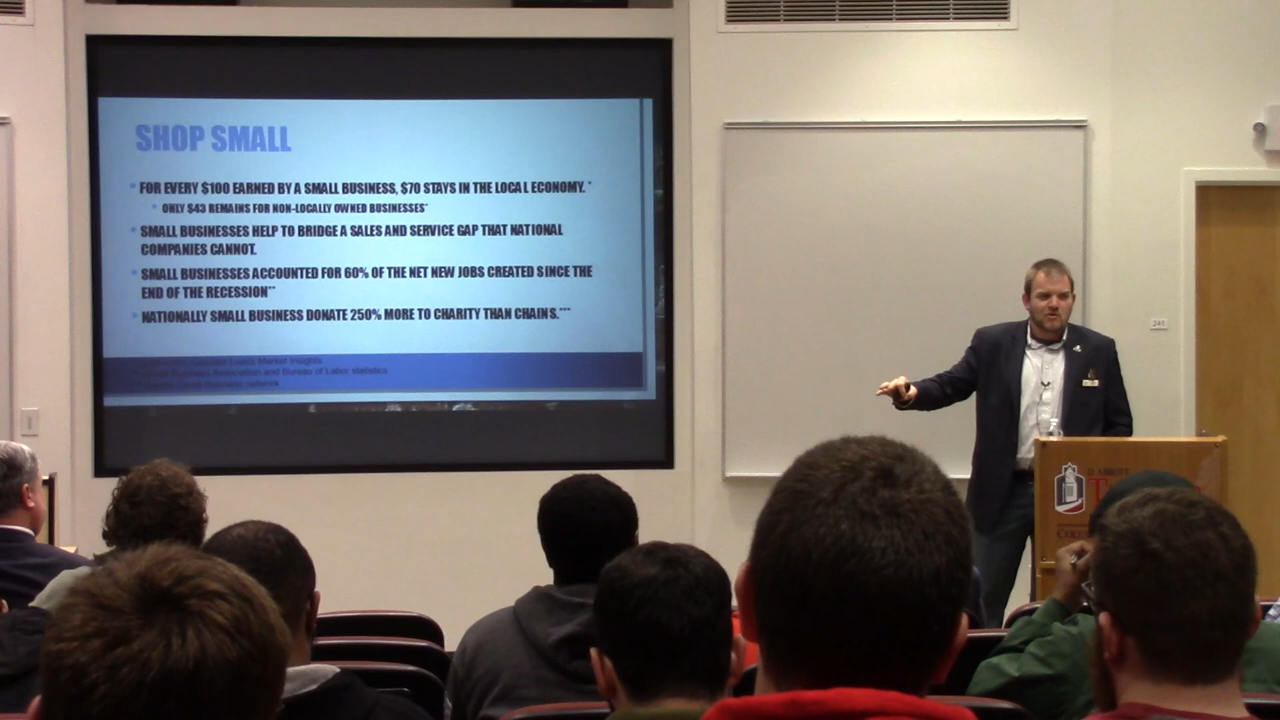 SHOP SMALL
FOR EVERY $100 EARNED BY A SMALL BUSINESS, $70 STAYS IN THE LOCAL ECONOMY.*
ONLY $43 REMAINS FOR NON-LOCALLY OWNED BUSINESSES*
SMALL BUSINESSES HELP TO BRIDGE A SALES AND SERVICE GAP THAT NATIONAL
COMPANIES CANNOT.
SMALL BUSINESSES ACCOUNTED FOR 60% OF THE NET NEW JOBS CREATED SINCE THE
END OF THE RECESSION**
NATIONALLY SMALL BUSINESS DONATE 250% MORE TO CHARITY THAN CHAINS.***
Market Insights
Business Association and Bureau of Labor statistics
network
241
D. ABBOTT